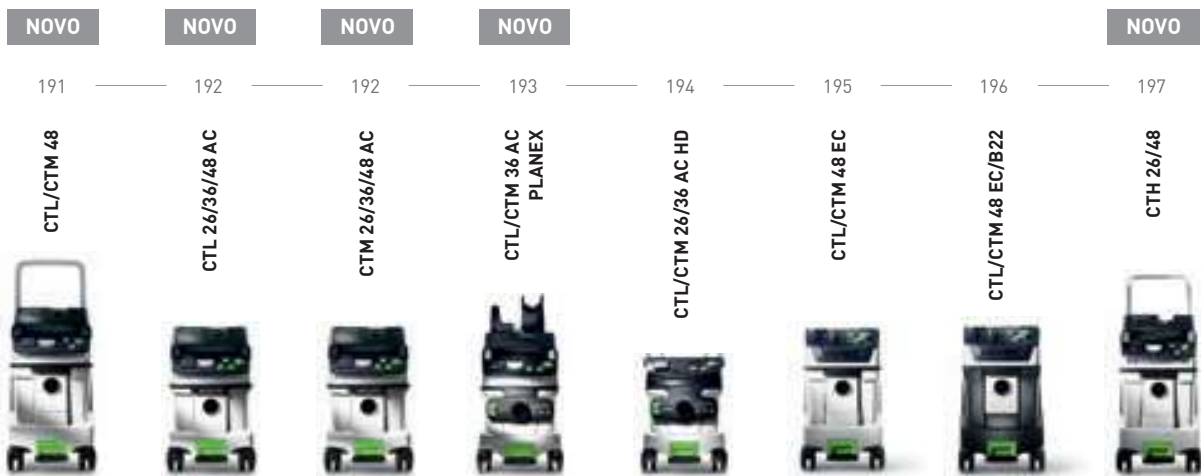 NOVO NOVO NOVO NOVO NOVO
191 192 192 193 194 195 196 197
CTL/CTM 48
CTL 26/36/48 AC
CTM 26/36/48 AC
CTL/CTM 36 AC
PLANEX
CTL/CTM 26/36 AC HD
CTL/CTM 48 EC
CTL/CTM 48 EC/B22
CTH 26/48